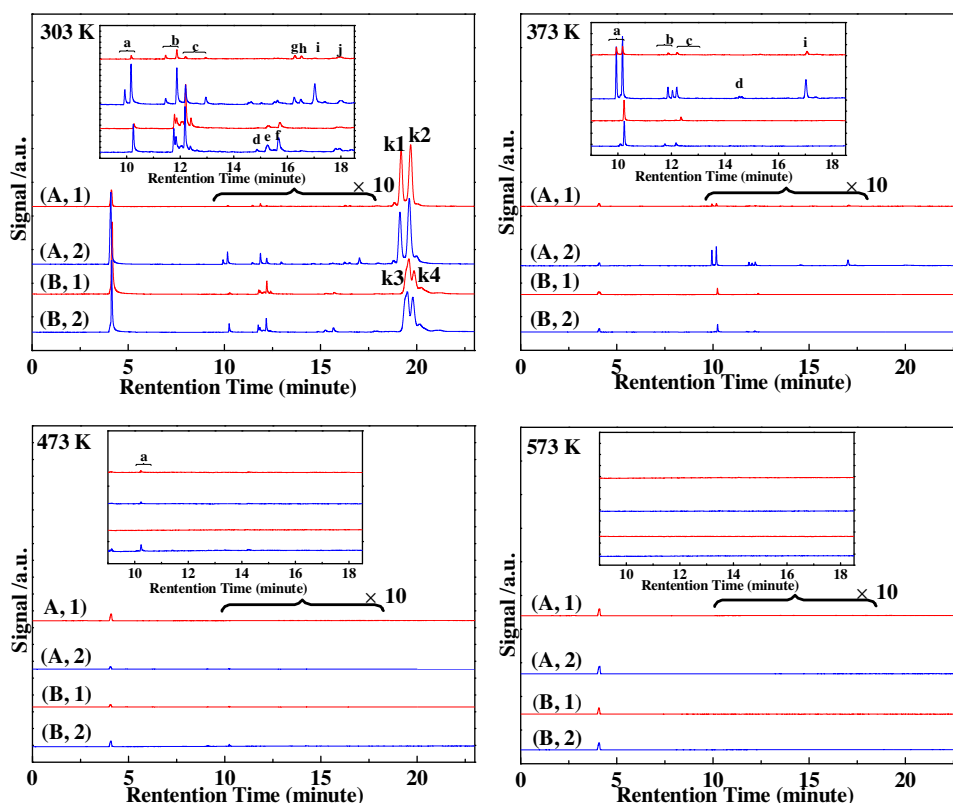 303 K
a b c g h i j
d e f
10 12 14 16 18
Rentention Time (minute)
k1 k2
× 10
(A, 1)
(A, 2)
k3 k4
(B, 1)
(B, 2)
Signal /a.u.
0 5 10 15 20
Rentention Time (minute)
373 K
a b c i
d
10 12 14 16 18
Rentention Time (minute)
× 10
(A, 1)
(A, 2)
(B, 1)
(B, 2)
Signal /a.u.
0 5 10 15 20
Rentention Time (minute)
473 K
a
10 12 14 16 18
Rentention Time (minute)
× 10
A, 1)
(A, 2)
(B, 1)
(B, 2)
Signal /a.u.
0 5 10 15 20
Rentention Time (minute)
573 K
10 12 14 16 18
Rentention Time (minute)
× 10
(A, 1)
(A, 2)
(B, 1)
(B, 2)
Signal /a.u.
0 5 10 15 20
Rentention Time (minute)